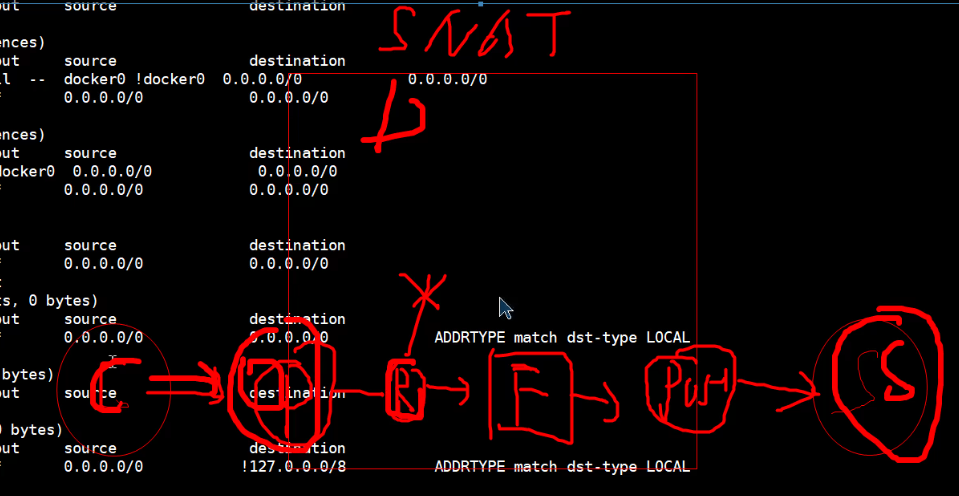 out source destination
SNAT
ences)
out source destination
ll -- docker0 !docker0 0.0.0.0/0 0.0.0.0/0
0.0.0.0/0 0.0.0.0/0
D
ences)
out source destination
docker0 0.0.0.0/0 0.0.0.0/0
0.0.0.0/0 0.0.0.0/0
out source destination
0.0.0.0/0 0.0.0.0/0
ts, 0 bytes)
out source destination
0.0.0.0/0 0.0.0.0/0 ADDRTYPE match dst-type LOCAL
bytes)
C R F Post S
out source destination
bytes)
out source destination
0.0.0.0/0 !127.0.0.0/8 ADDRTYPE match dst-type LOCAL